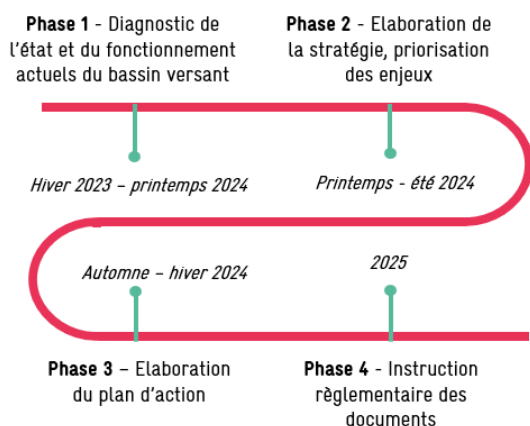 Phase 1 - Diagnostic de
l'état et du fonctionnement
actuels du bassin versant
Phase 2 - Elaboration de
la stratégie, priorisation
des enjeux
Hiver 2023 – printemps 2024
Printemps - été 2024
Automne – hiver 2024
2025
Phase 3 – Elaboration
du plan d'action
Phase 4 - Instruction
règlementaire des
documents